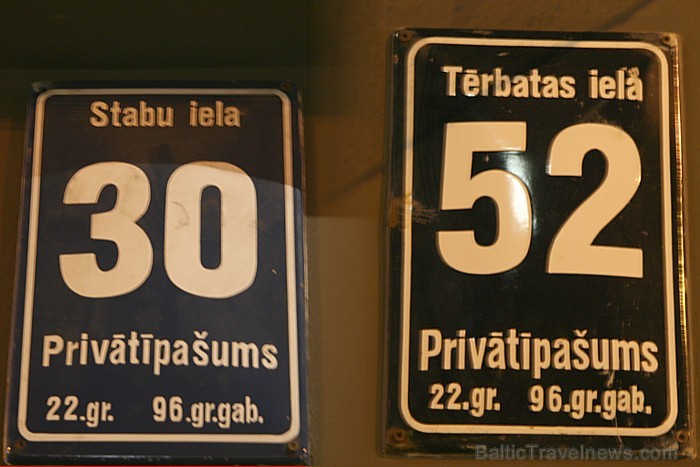 Stabu iela
30
Privātīpašums
22.gr. 96.gr.gab.
Tērbatas ielā
52
Privātīpašums
22.gr. 96.gr.gab.
BalticTravelnews.com